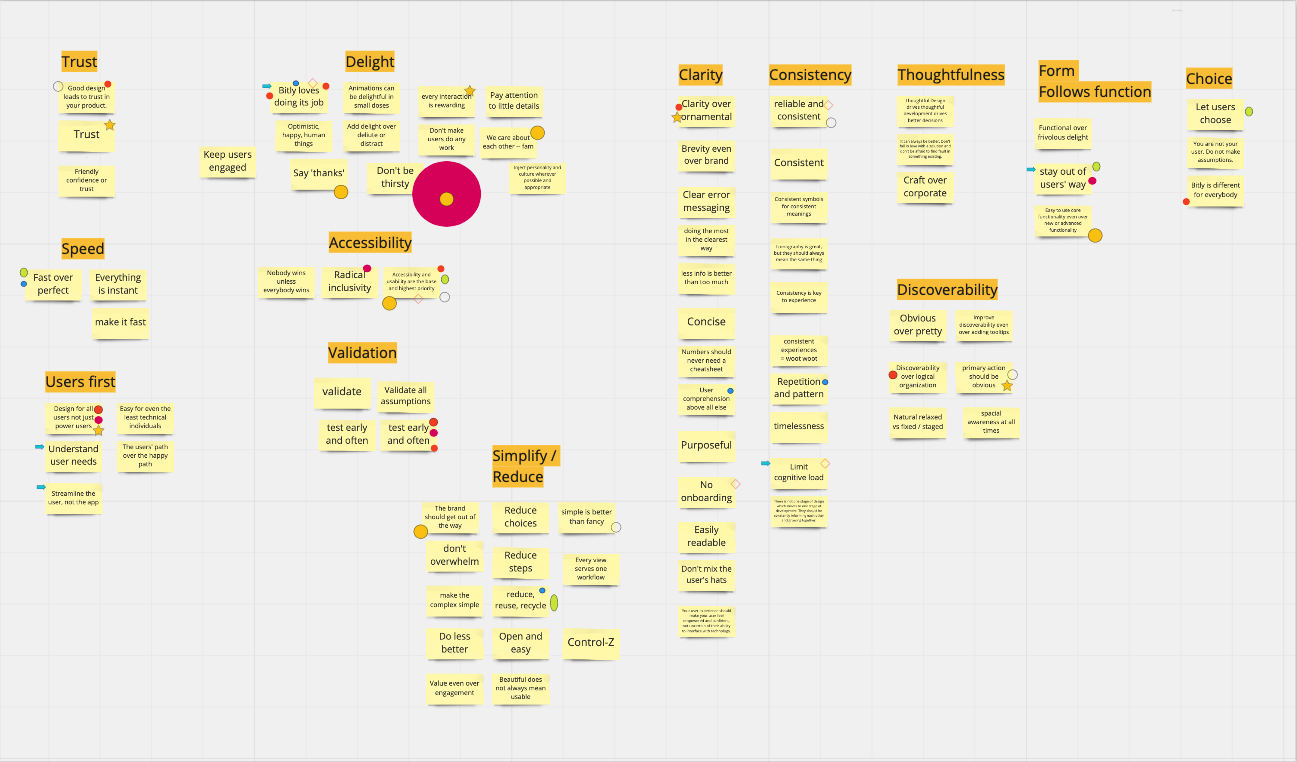 Trust
Good design
leads to trust in
your product.
Trust
Friendly
confidence or
trust
Delight
Bitly loves
doing its job
Animations can
be delightful in
small doses
every interaction
is rewarding
Pay attention
to little details
Optimistic,
happy, human
things
Add delight over
delute or
distract
Don't make
users do any
work
We care about
each other -- fam
Keep users
engaged
Say 'thanks'
Don't be
thirsty
Inject personality and
culture wherever
possible and
appropriate
Speed
Fast over
perfect
Everything
is instant
make it fast
Accessibility
Nobody wins
unless
everybody wins
Radical
inclusivity
Accessibility and
usability are the base
and highest priority
Validation
validate
Validate all
assumptions
test early
and often
test early
and often
Users first
Design for all
users not just
power users
Easy for even the
least technical
individuals
Understand
user needs
The users' path
over the happy
path
Streamline the
user, not the app
Simplify /
Reduce
The brand
should get out of
the way
Reduce
choices
simple is better
than fancy
don't
overwhelm
Reduce
steps
Every view
serves one
workflow
make the
complex simple
reduce,
reuse, recycle
Do less
better
Open and
easy
Control-Z
Value even over
engagement
Beautiful does
not always mean
usable
Clarity
Clarity over
ornamental
Brevity even
over brand
Clear error
messaging
doing the most
in the clearest
way
less info is better
than too much
Concise
Numbers should
never need a
cheatsheet
User
comprehension
above all else
Purposeful
No
onboarding
Easily
readable
Don't mix the
user's hats
Consistency
reliable and
consistent
Consistent
Consistent symbols
for consistent
meanings
Iconography is great,
but they should always
mean the same thing
Consistency is key
to experience
consistent
experiences
= woot woot
Repetition
and pattern
timelessness
Limit
cognitive load
Thoughtfulness
Thoughtful Design
drives thoughtful
development drives
better decisions
Craft over
corporate
Form
Follows function
Functional over
frivolous delight
stay out of
users' way
Easy to use core
functionality even over
new or advanced
functionality
Choice
Let users
choose
You are not your
user, Do not make
assumptions.
Bitly is different
for everybody
Discoverability
Obvious
over pretty
Improve
discoverability even
over adding tooltips
Discoverability
over logical
organization
primary action
should be
obvious
Natural relaxed
vs fixed / staged
spacial
awareness at all
times